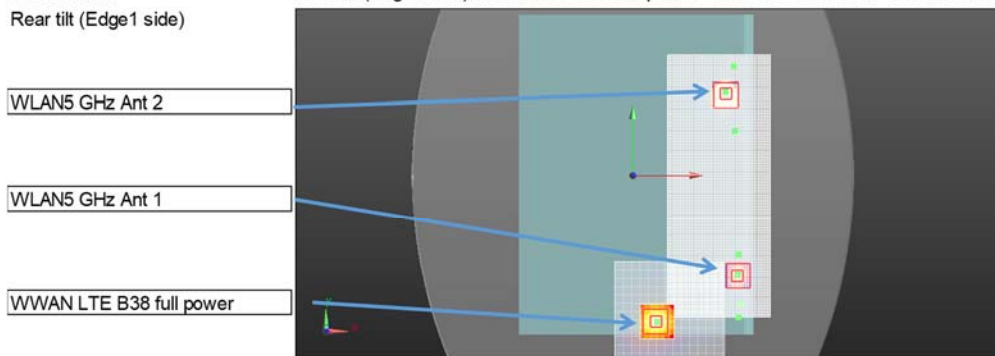 Rear tilt (Edge1 side)
WLAN5 GHz Ant 2
WLAN5 GHz Ant 1
WWAN LTE B38 full power